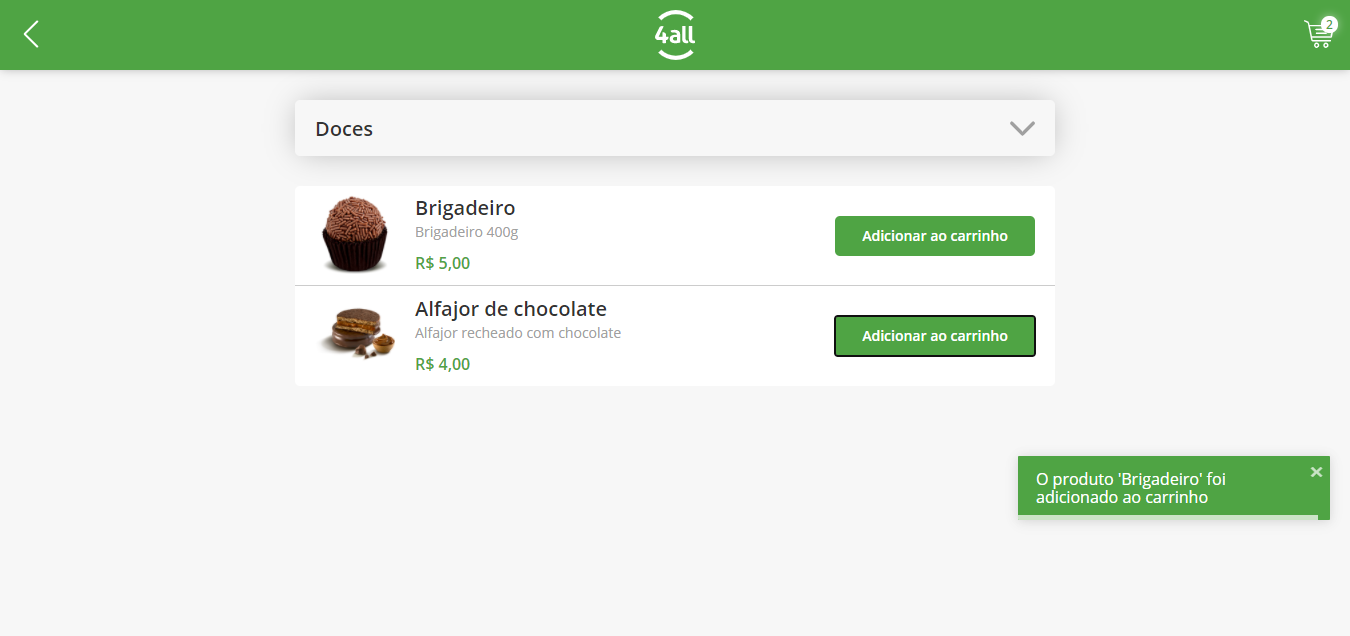 4all
2
Doces
Brigadeiro
Brigadeiro 400g
R$ 5,00
Adicionar ao carrinho
Alfajor de chocolate
Alfajor recheado com chocolate
R$ 4,00
Adicionar ao carrinho
O produto 'Brigadeiro' foi
adicionado ao carrinho